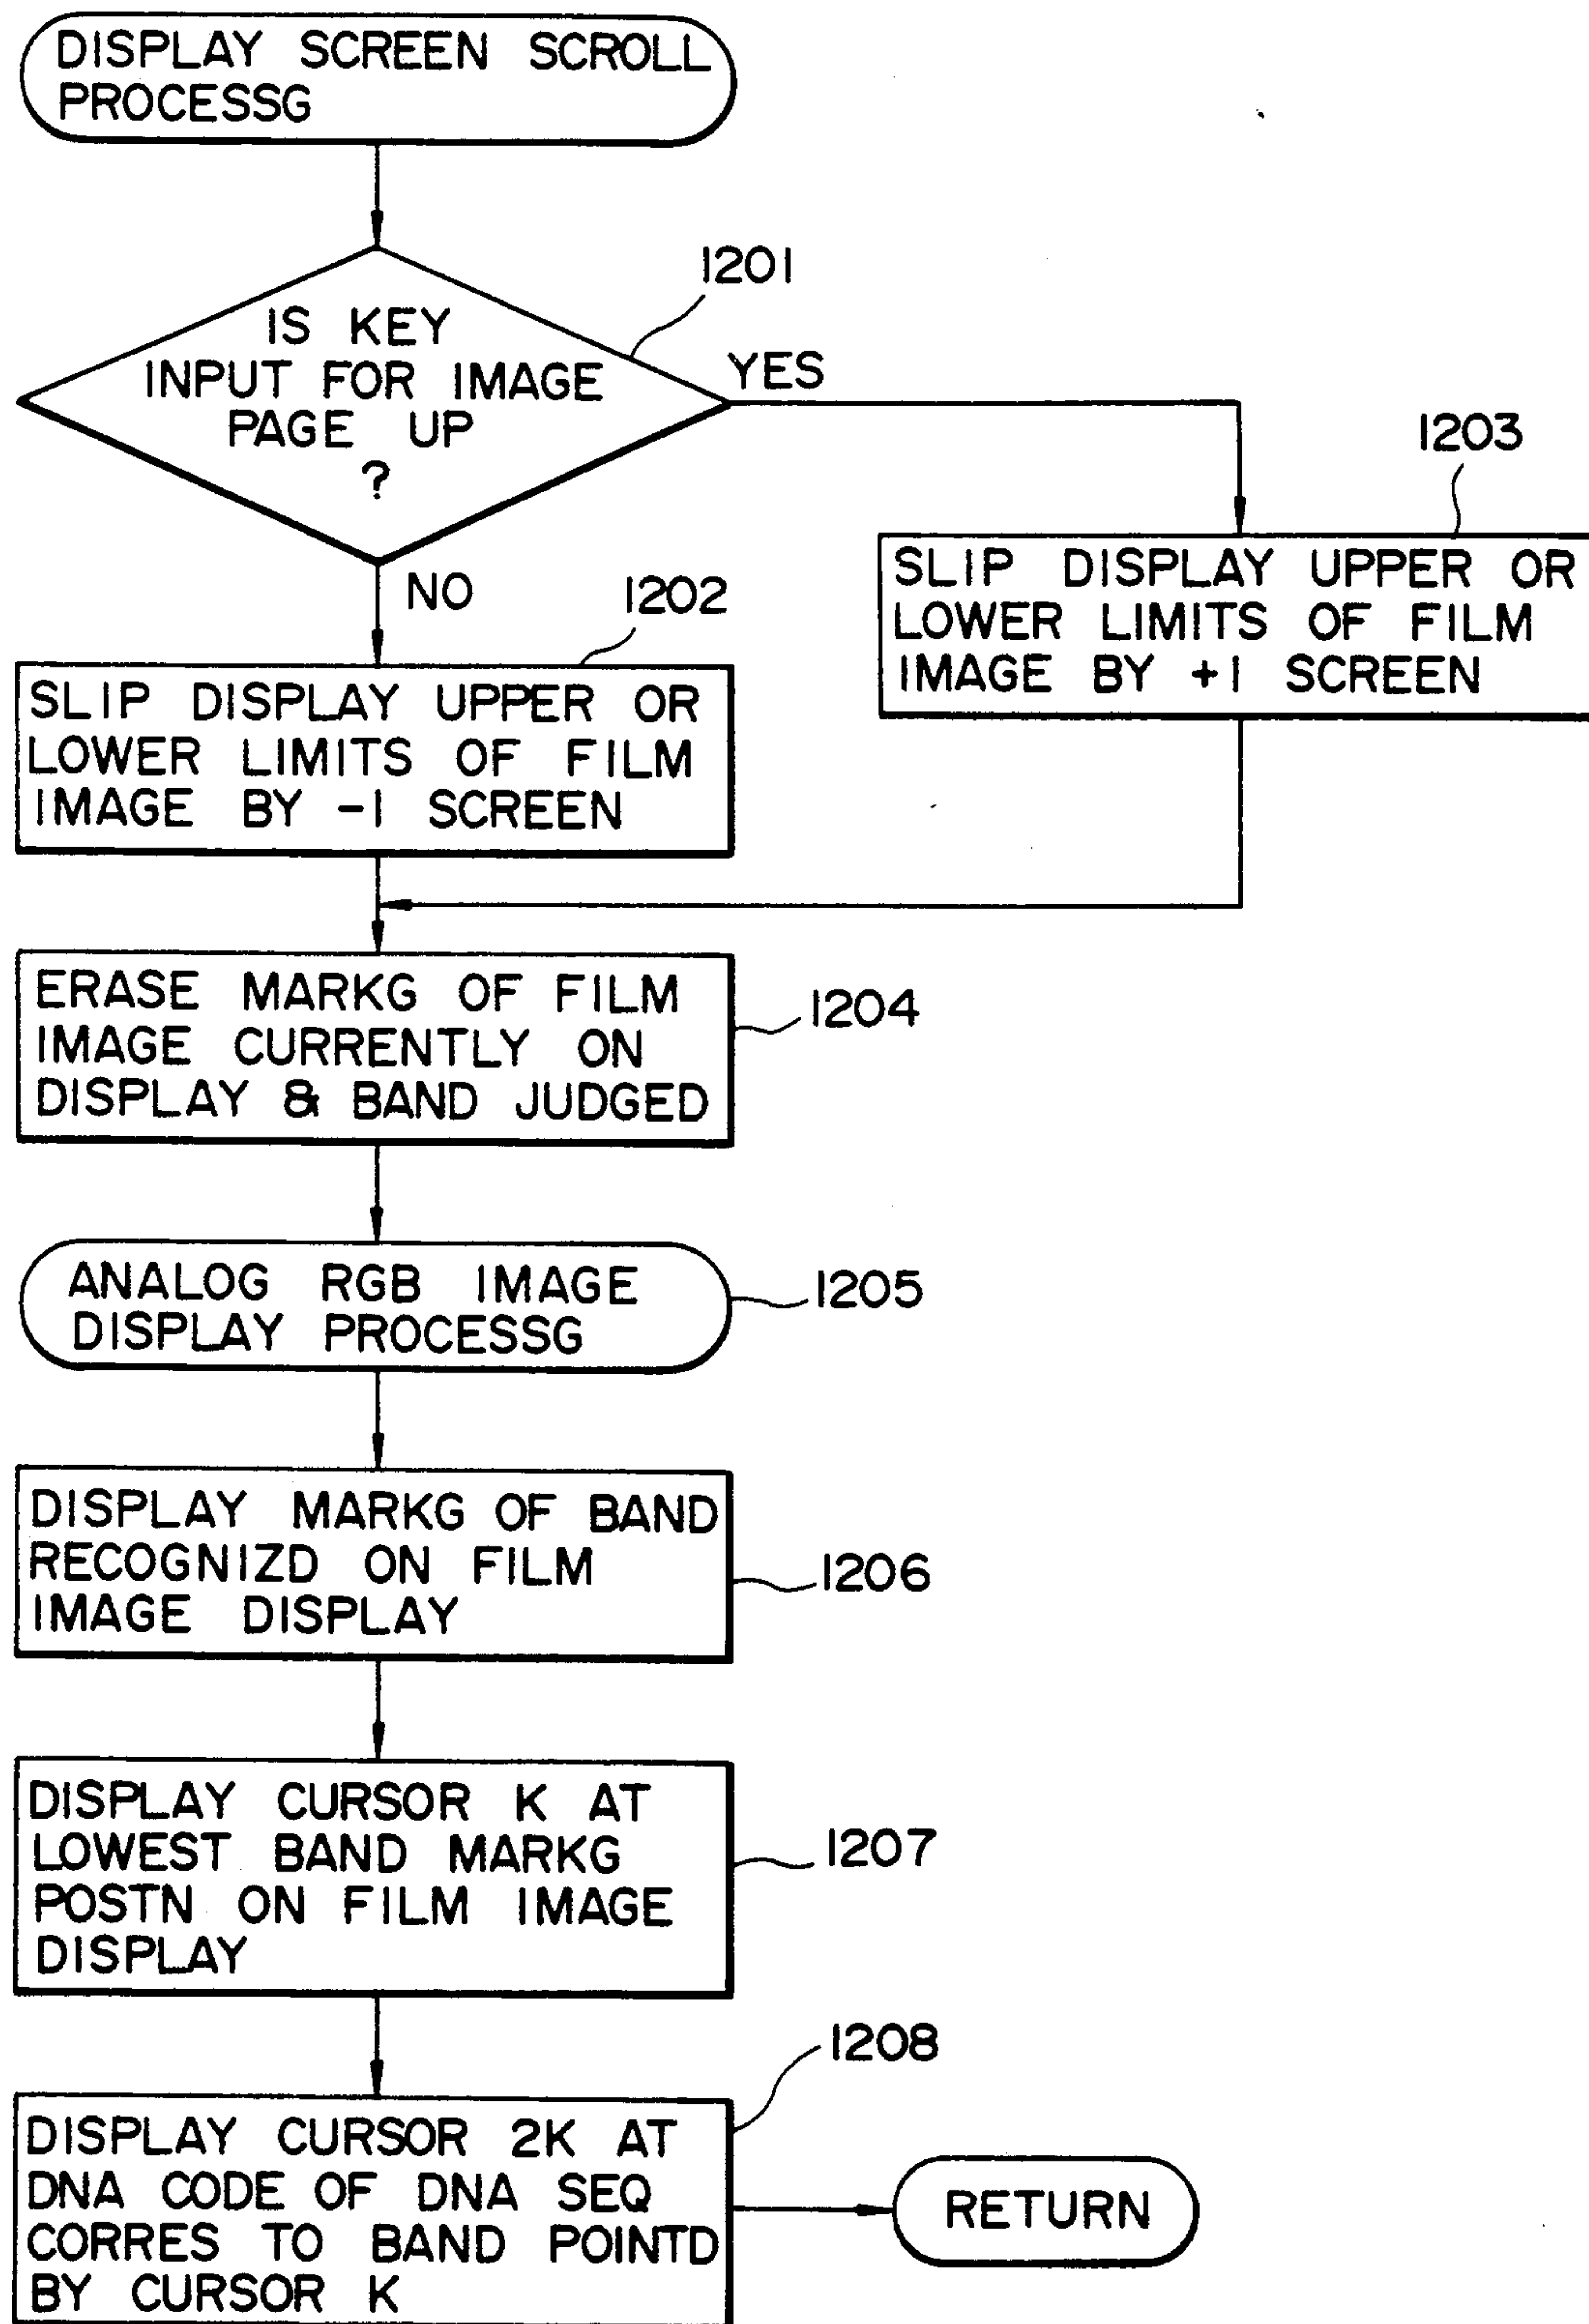 DISPLAY SCREEN SCROLL
PROCESSG
1201
IS KEY
INPUT FOR IMAGE
PAGE UP
?
YES
NO
1203
SLIP DISPLAY UPPER OR
LOWER LIMITS OF FILM
IMAGE BY +1 SCREEN
1202
SLIP DISPLAY UPPER OR
LOWER LIMITS OF FILM
IMAGE BY -1 SCREEN
ERASE MARKG OF FILM
IMAGE CURRENTLY ON
DISPLAY & BAND JUDGED
1204
ANALOG RGB IMAGE
DISPLAY PROCESSG
1205
DISPLAY MARKG OF BAND
RECOGNIZD ON FILM
IMAGE DISPLAY
1206
DISPLAY CURSOR K AT
LOWEST BAND MARKG
POSTN ON FILM IMAGE
DISPLAY
1207
1208
DISPLAY CURSOR 2K AT
DNA CODE OF DNA SEQ
CORRES TO BAND POINTD
BY CURSOR K
RETURN